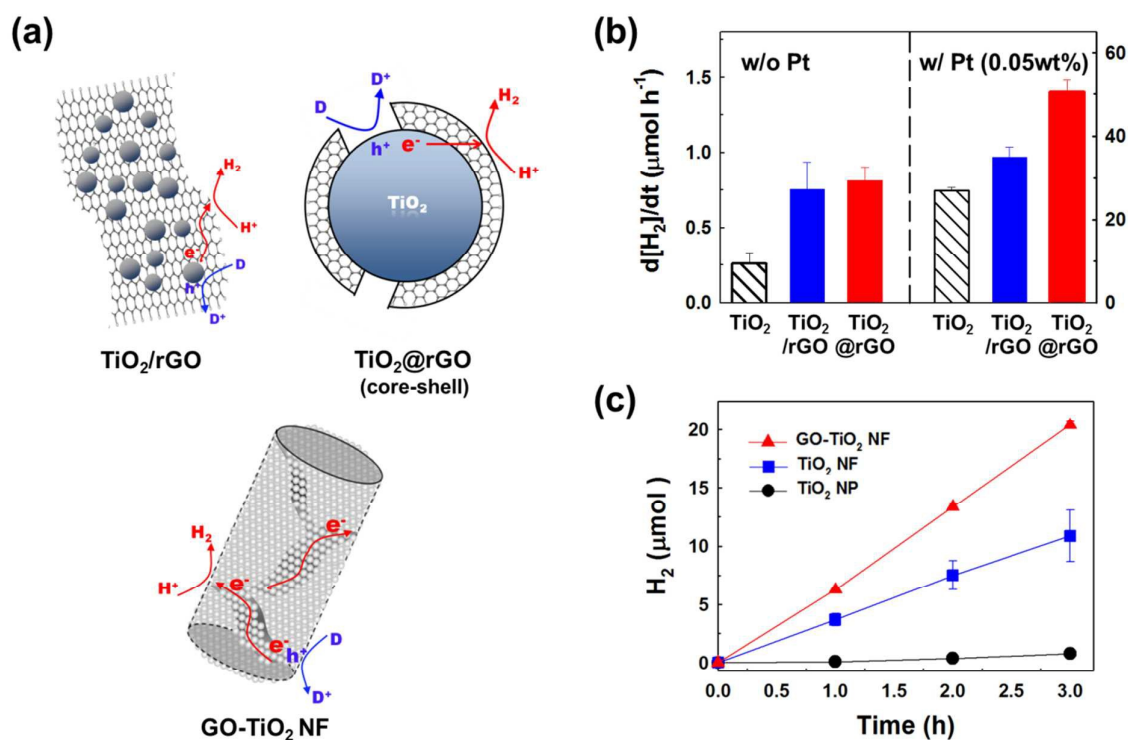 (a)
H₂
H⁺
e⁻
D
h⁺
D⁺
TiO₂/rGO
D⁺
D
H₂
h⁺
e⁻
H⁺
TiO₂
TiO₂@rGO
(core-shell)
H₂
e⁻
H⁺
e⁻
e⁻
h⁺
D
D⁺
GO-TiO₂ NF
(b)
w/o Pt
w/ Pt (0.05wt%)
d[H₂]/dt (μmol h⁻¹)
1.5
1.0
0.5
0.0
60
40
20
0
TiO₂
TiO₂
/rGO
TiO₂
@rGO
TiO₂
TiO₂
/rGO
TiO₂
@rGO
(c)
GO-TiO₂ NF
TiO₂ NF
TiO₂ NP
H₂ (μmol)
20
15
10
5
0
0.0 0.5 1.0 1.5 2.0 2.5 3.0
Time (h)